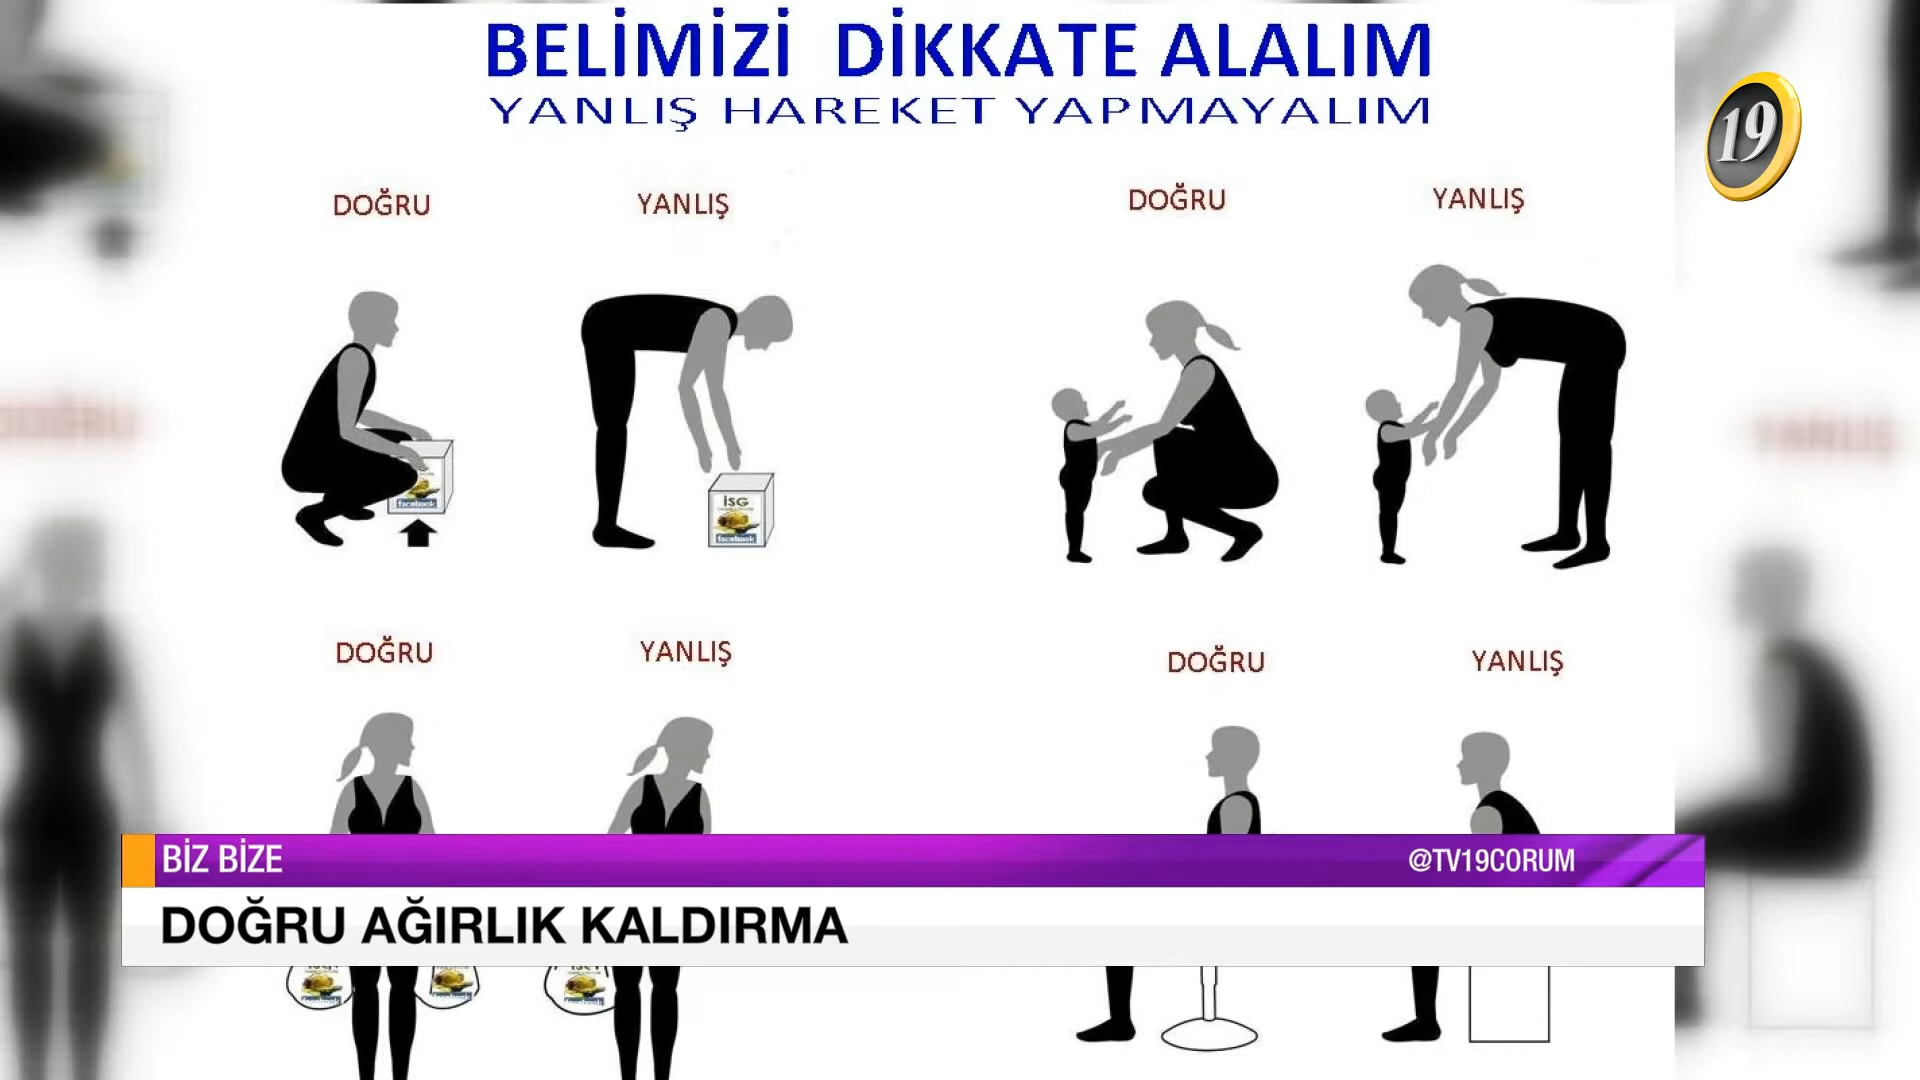 BELİMİZİ DİKKATE ALALIM
YANLIŞ HAREKET YAPMAYALIM
19
DOĞRU
YANLIŞ
DOĞRU
YANLIŞ
facebook
İSG
facebook
DOĞRU
YANLIŞ
DOĞRU
YANLIŞ
BİZ BİZE
@TV19CORUM
DOĞRU AĞIRLIK KALDIRMA